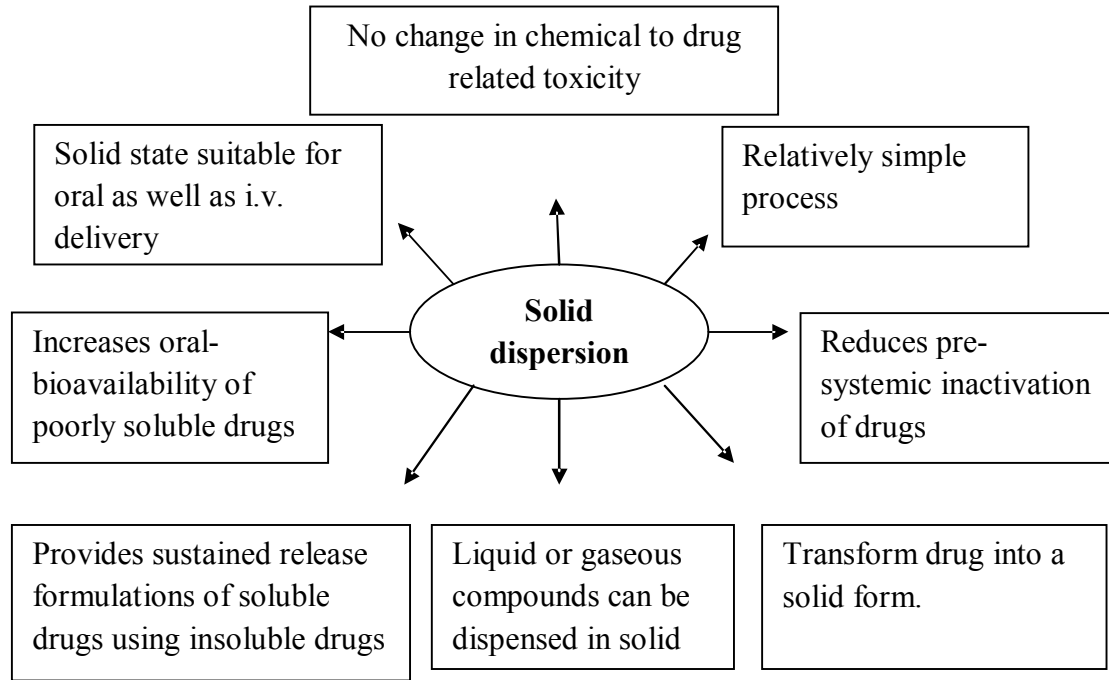 No change in chemical to drug
related toxicity
Solid state suitable for
oral as well as i.v.
delivery
Relatively simple
process
Solid
dispersion
Increases oral-
bioavailability of
poorly soluble drugs
Reduces pre-
systemic inactivation
of drugs
Provides sustained release
formulations of soluble
drugs using insoluble drugs
Liquid or gaseous
compounds can be
dispensed in solid
Transform drug into a
solid form.